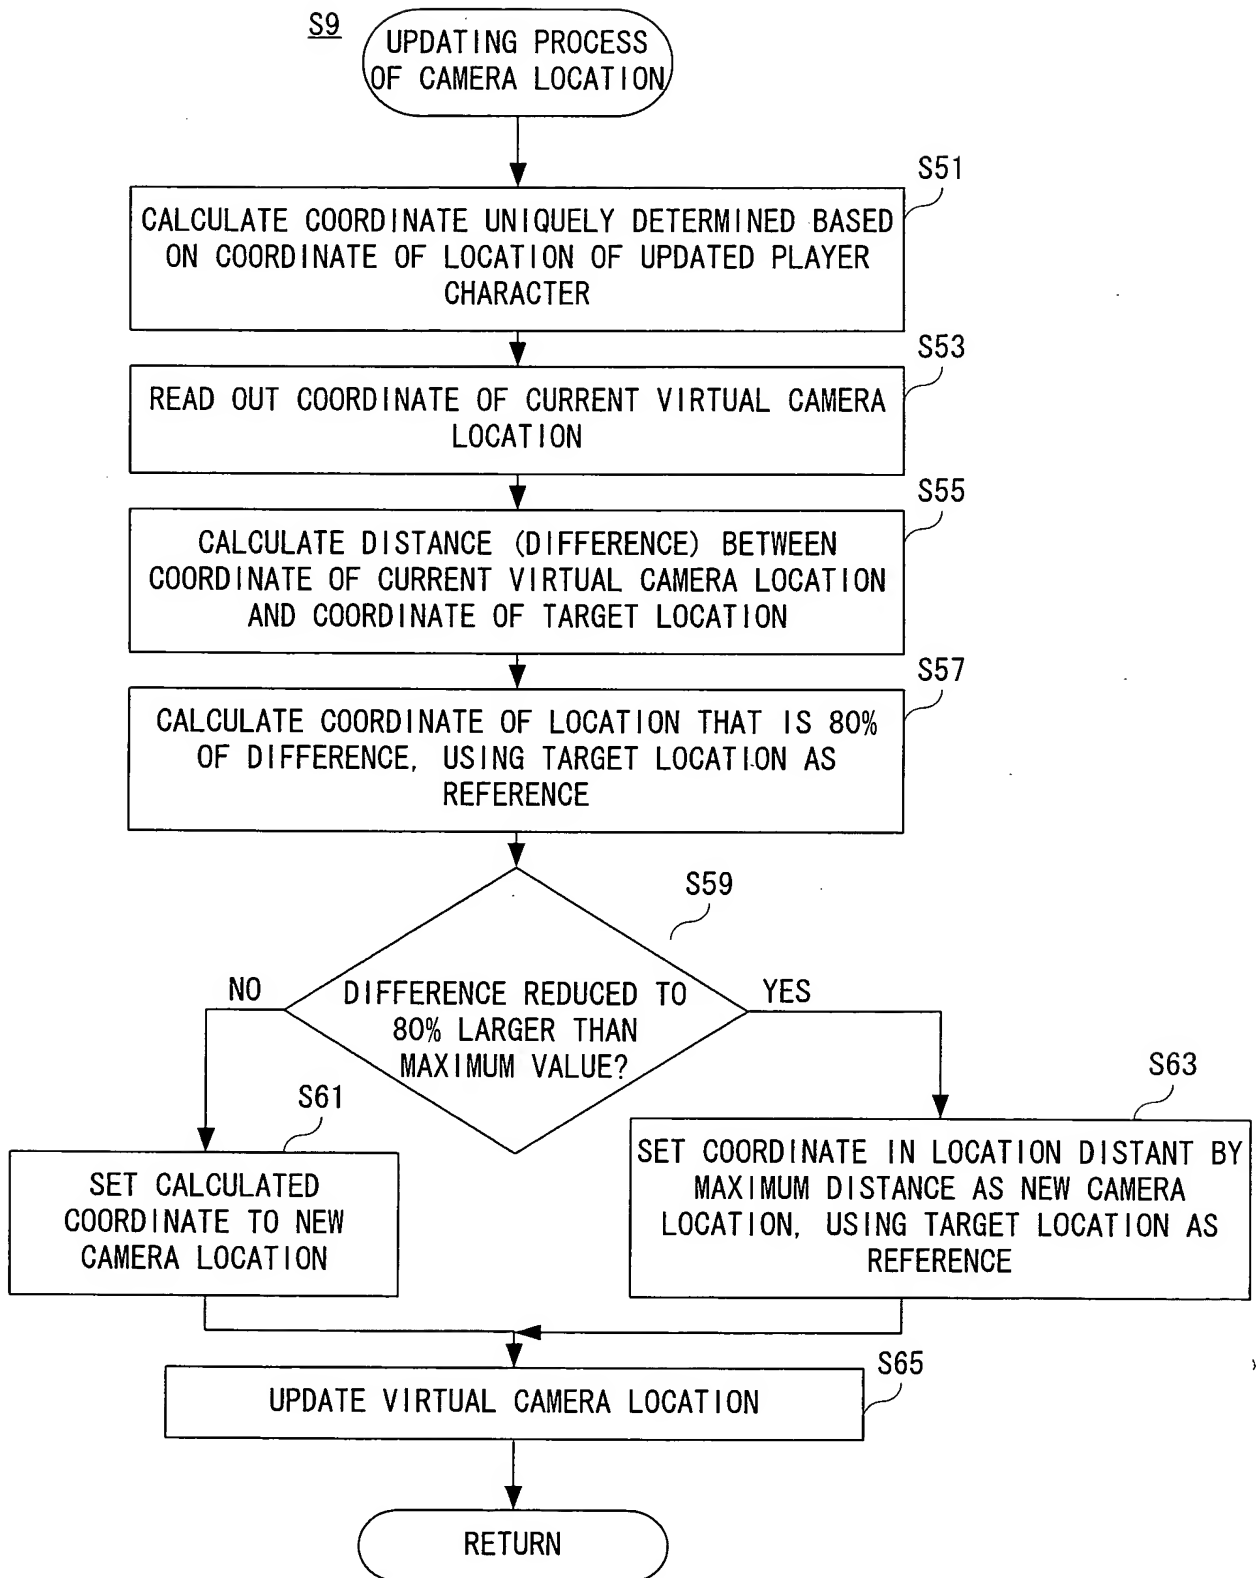 S9
UPDATING PROCESS
OF CAMERA LOCATION
S51
CALCULATE COORDINATE UNIQUELY DETERMINED BASED
ON COORDINATE OF LOCATION OF UPDATED PLAYER
CHARACTER
S53
READ OUT COORDINATE OF CURRENT VIRTUAL CAMERA
LOCATION
S55
CALCULATE DISTANCE (DIFFERENCE) BETWEEN
COORDINATE OF CURRENT VIRTUAL CAMERA LOCATION
AND COORDINATE OF TARGET LOCATION
S57
CALCULATE COORDINATE OF LOCATION THAT IS 80%
OF DIFFERENCE, USING TARGET LOCATION AS
REFERENCE
S59
NO
YES
DIFFERENCE REDUCED TO
80% LARGER THAN
MAXIMUM VALUE?
S61
SET CALCULATED
COORDINATE TO NEW
CAMERA LOCATION
S63
SET COORDINATE IN LOCATION DISTANT BY
MAXIMUM DISTANCE AS NEW CAMERA
LOCATION, USING TARGET LOCATION AS
REFERENCE
S65
UPDATE VIRTUAL CAMERA LOCATION
RETURN